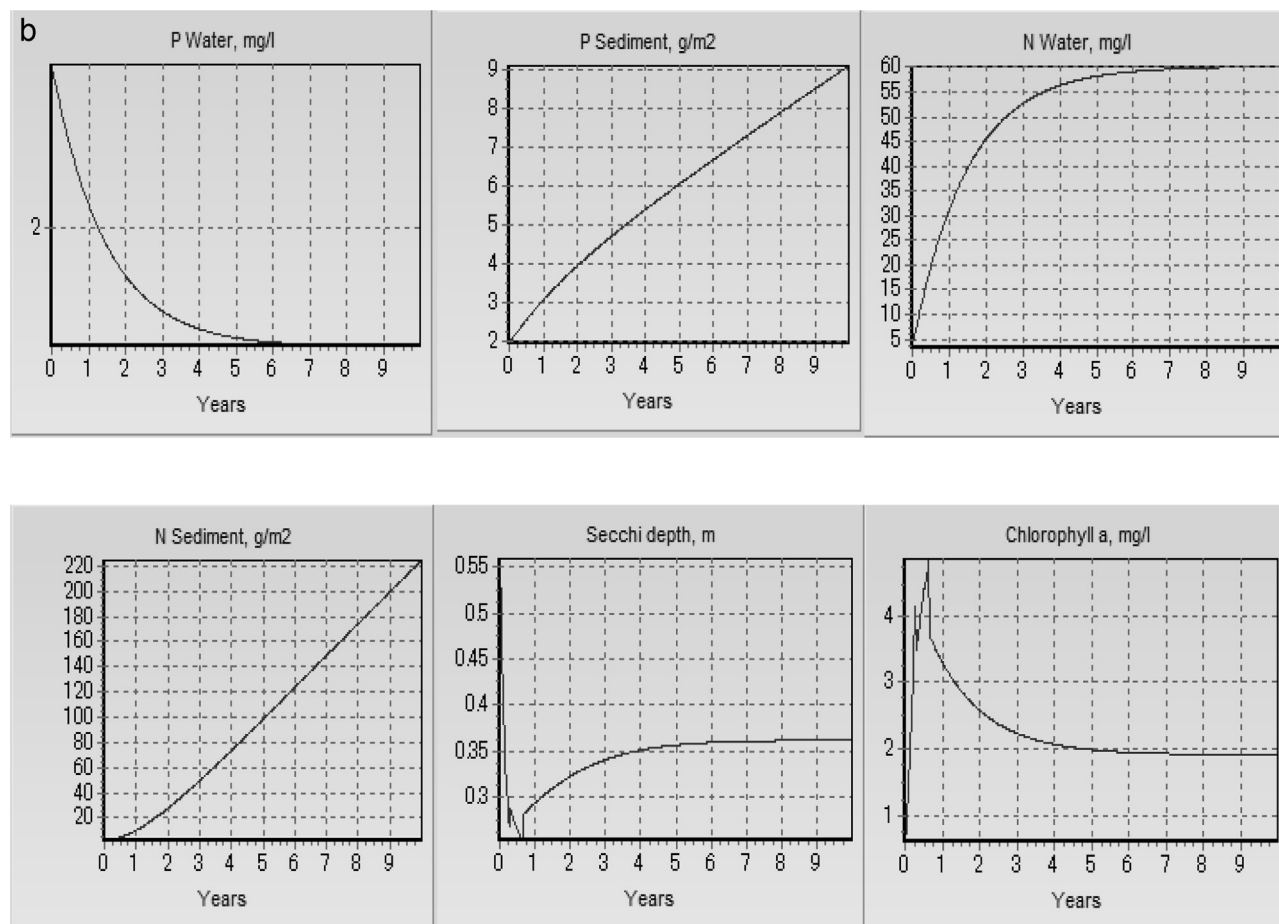 b
P Water, mg/l
2
0 1 2 3 4 5 6 7 8 9
Years
P Sediment, g/m2
9
8
7
6
5
4
3
2
0 1 2 3 4 5 6 7 8 9
Years
N Water, mg/l
60
55
50
45
40
35
30
25
20
15
10
5
0 1 2 3 4 5 6 7 8 9
Years
N Sediment, g/m2
220
200
180
160
140
120
100
80
60
40
20
0 1 2 3 4 5 6 7 8 9
Years
Secchi depth, m
0.55
0.5
0.45
0.4
0.35
0.3
0 1 2 3 4 5 6 7 8 9
Years
Chlorophyll a, mg/l
4
3
2
1
0 1 2 3 4 5 6 7 8 9
Years